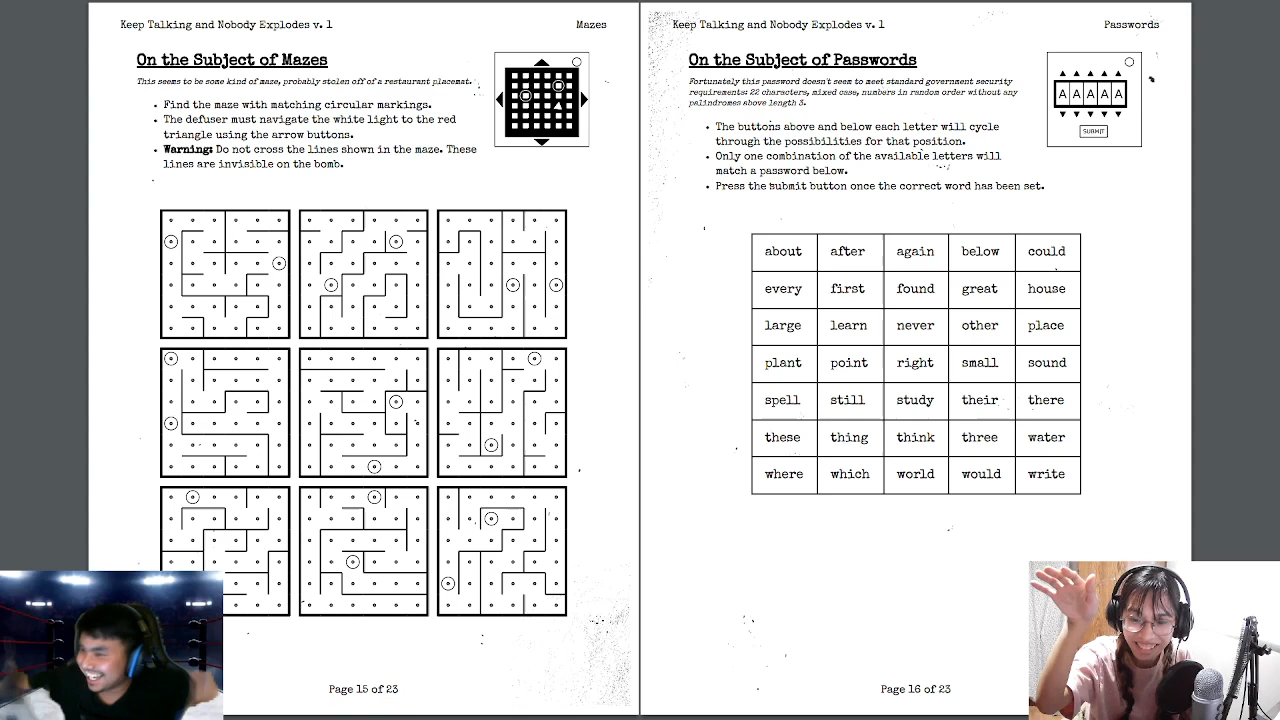 Keep Talking and Nobody Explodes v. 1
Mazes
On the Subject of Mazes
This seems to be some kind of maze, probably stolen off of a restaurant placemat.
• Find the maze with matching circular markings.
• The defuser must navigate the white light to the red
triangle using the arrow buttons.
• Warning: Do not cross the lines shown in the maze. These
lines are invisible on the bomb.
Page 15 of 23
Keep Talking and Nobody Explodes v. 1
Passwords
On the Subject of Passwords
Fortunately this password doesn't seem to meet standard government security
requirements: 22 characters, mixed case, numbers in random order without any
palindromes above length 3.
A A A A A
SUBMIT
• The buttons above and below each letter will cycle
through the possibilities for that position.
• Only one combination of the available letters will
match a password below.
• Press the submit button once the correct word has been set.
about after again below could
every first found great house
large learn never other place
plant point right small sound
spell still study their there
these thing think three water
where which world would write
Page 16 of 23